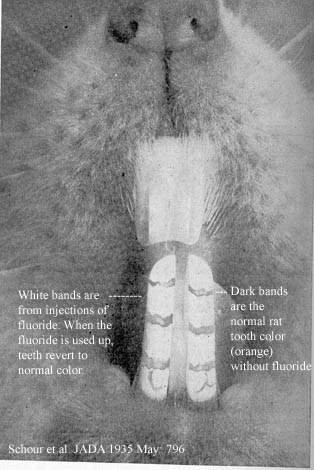 White bands are
from injections of
fluoride. When the
fluoride is used up,
teeth revert to
normal color.
Dark bands
are the
normal rat
tooth color
(orange)
without fluoride
Schour et al. JADA 1935 May: 796